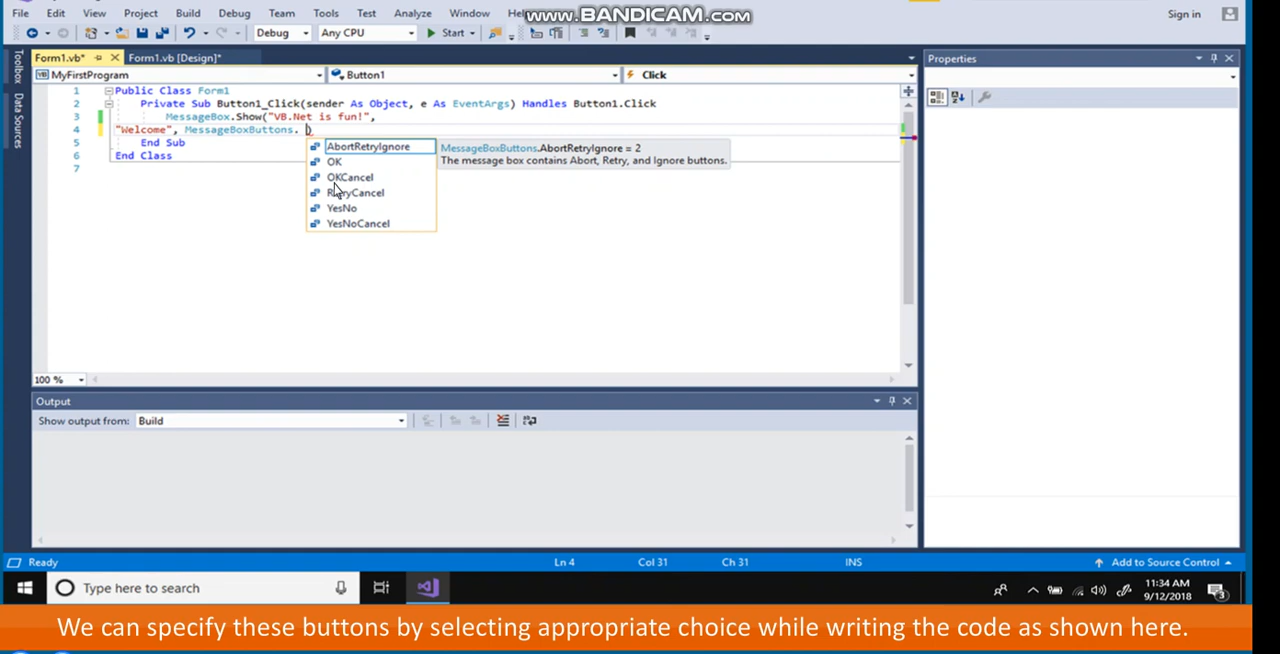 www.BANDICAM.com
File Edit View Project Build Debug Team Tools Test Analyze Window Help
Sign in
Debug Any CPU Start
Toolbox
Data Sources
Form1.vb* Form1.vb [Design]*
MyFirstProgram Button1 Click
1 Public Class Form1
2 Private Sub Button1_Click(sender As Object, e As EventArgs) Handles Button1.Click
3 MessageBox.Show("VB.Net is fun!",
4 "Welcome", MessageBoxButtons. )
5 End Sub
6 End Class
7
AbortRetryIgnore
OK
OKCancel
RetryCancel
YesNo
YesNoCancel
MessageBoxButtons.AbortRetryIgnore = 2
The message box contains Abort, Retry, and Ignore buttons.
Properties
100 %
Output
Show output from: Build
Ready Ln 4 Col 31 Ch 31 INS Add to Source Control
Type here to search
11:34 AM
9/12/2018
3
We can specify these buttons by selecting appropriate choice while writing the code as shown here.